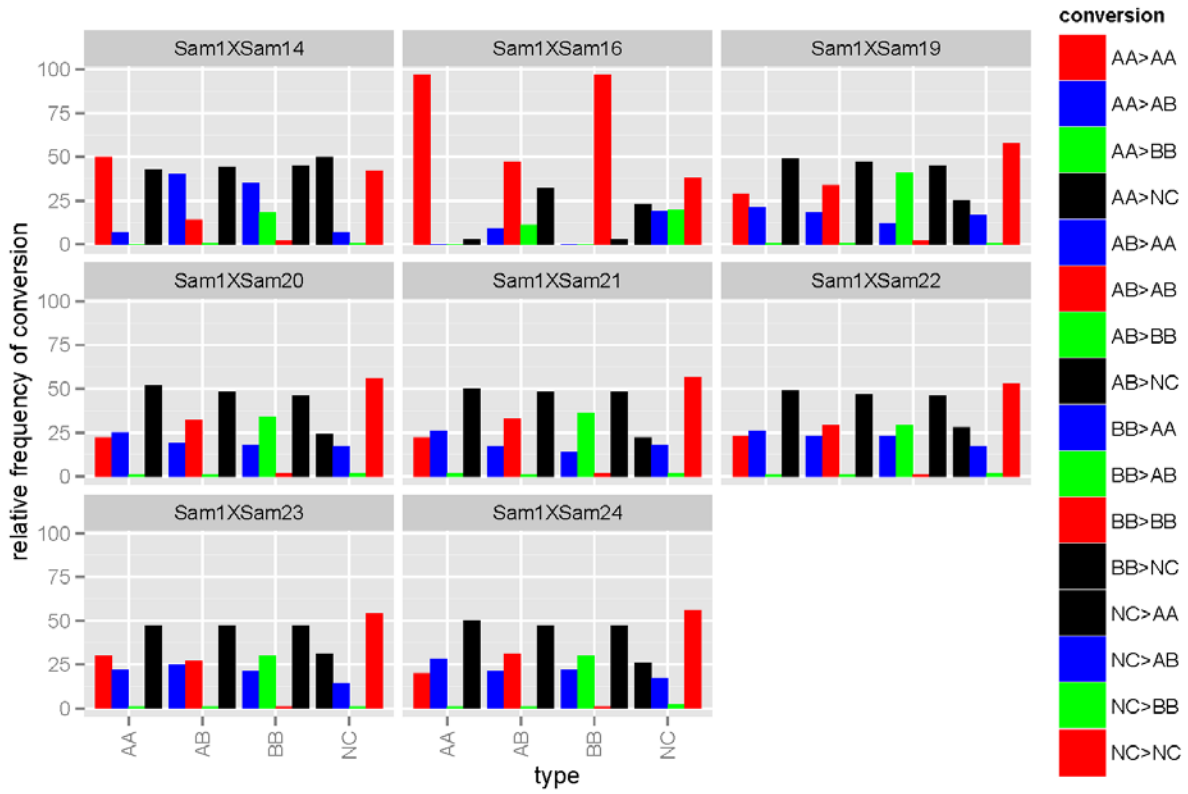 conversion
Sam1XSam14 Sam1XSam16 Sam1XSam19
100
75
50
25
0
Sam1XSam20 Sam1XSam21 Sam1XSam22
100
75
50
25
0
Sam1XSam23 Sam1XSam24
100
75
50
25
0
AA AB BB NC AA AB BB NC
type
relative frequency of conversion
AA>AA
AA>AB
AA>BB
AA>NC
AB>AA
AB>AB
AB>BB
AB>NC
BB>AA
BB>AB
BB>BB
BB>NC
NC>AA
NC>AB
NC>BB
NC>NC